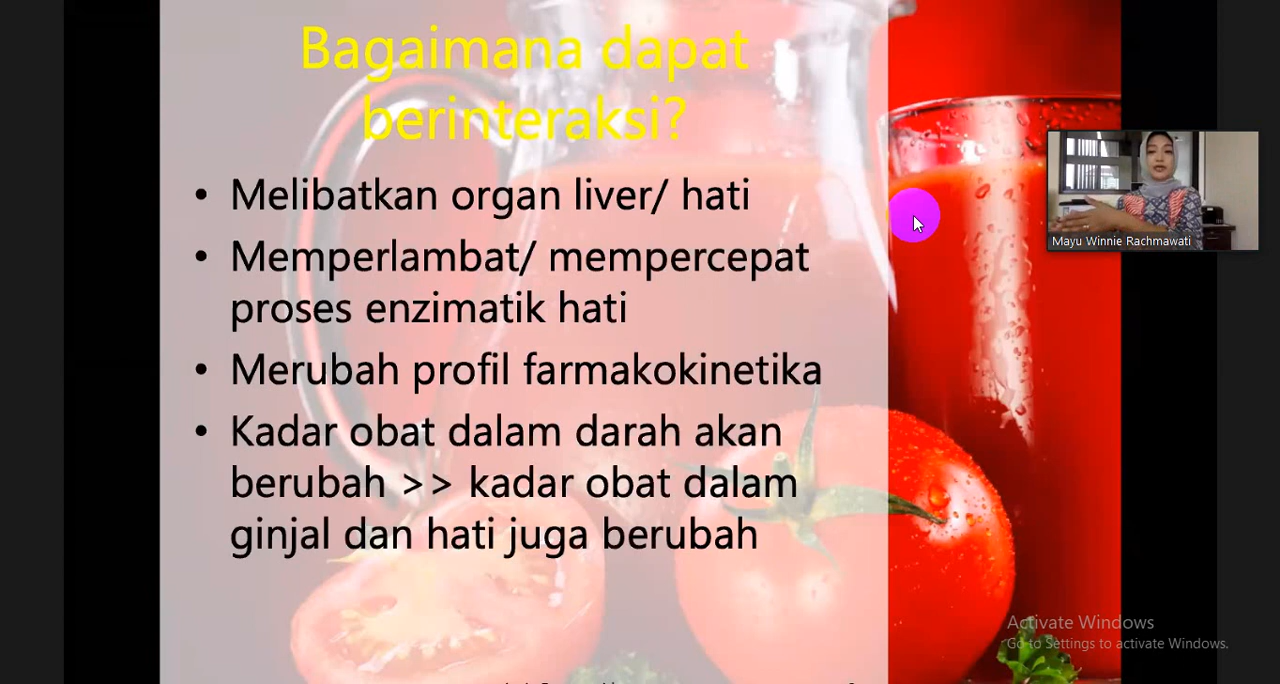 Bagaimana dapat
berinteraksi?
• Melibatkan organ liver/ hati
• Memperlambat/ mempercepat
proses enzimatik hati
• Merubah profil farmakokinetika
• Kadar obat dalam darah akan
berubah >> kadar obat dalam
ginjal dan hati juga berubah
Mayu Winnie Rachmawati
Activate Windows
Go to Settings to activate Windows.